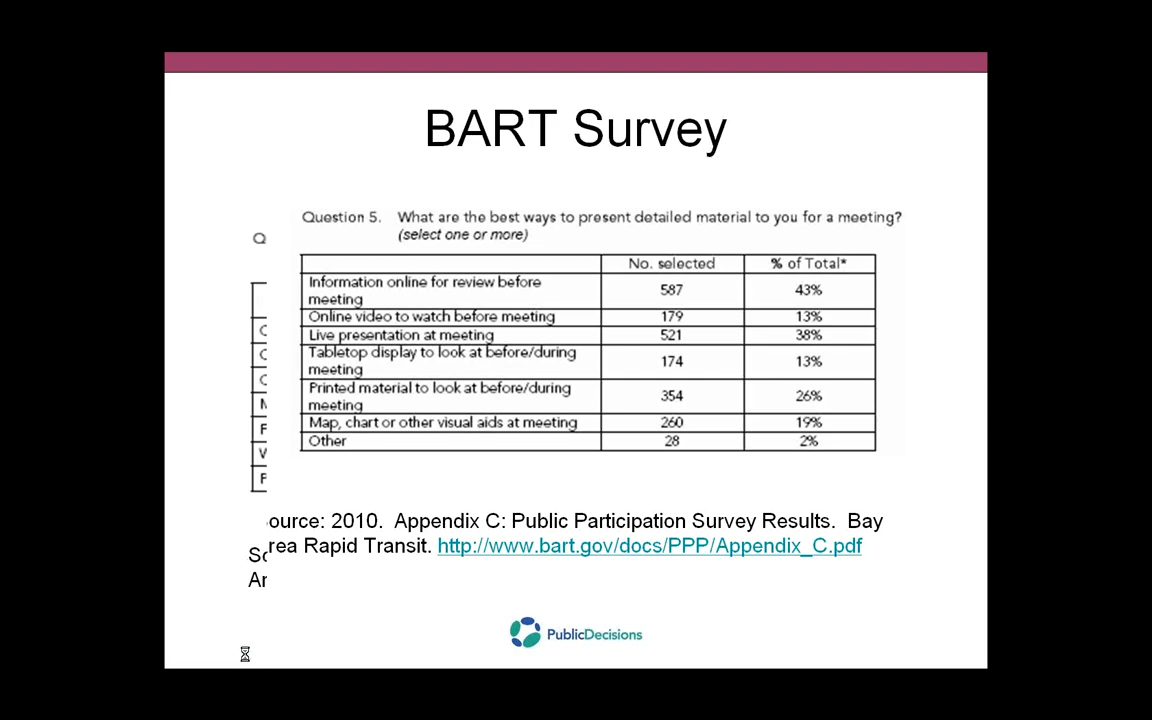 BART Survey
Question 5. What are the best ways to present detailed material to you for a meeting?
(select one or more)
No. selected % of Total*
Information online for review before
meeting 587 43%
Online video to watch before meeting 179 13%
Live presentation at meeting 521 38%
Tabletop display to look at before/during
meeting 174 13%
Printed material to look at before/during
meeting 354 26%
Map, chart or other visual aids at meeting 260 19%
Other 28 2%
ource: 2010. Appendix C: Public Participation Survey Results. Bay
rea Rapid Transit. http://www.bart.gov/docs/PPP/Appendix_C.pdf
Ar
PublicDecisions